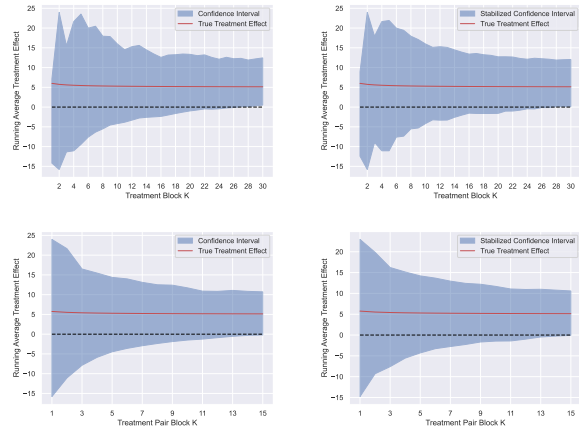 25
20
15
10
5
0
−5
−10
−15
Running Average Treatment Effect
2 4 6 8 10 12 14 16 18 20 22 24 26 28 30
Treatment Block K
Confidence Interval
True Treatment Effect
25
20
15
10
5
0
−5
−10
−15
Running Average Treatment Effect
2 4 6 8 10 12 14 16 18 20 22 24 26 28 30
Treatment Block K
Stabilized Confidence Interval
True Treatment Effect
25
20
15
10
5
0
−5
−10
−15
Running Average Treatment Effect
1 3 5 7 9 11 13 15
Treatment Pair Block K
Confidence Interval
True Treatment Effect
20
15
10
5
0
−5
−10
−15
Running Average Treatment Effect
1 3 5 7 9 11 13 15
Treatment Pair Block K
Stabilized Confidence Interval
True Treatment Effect